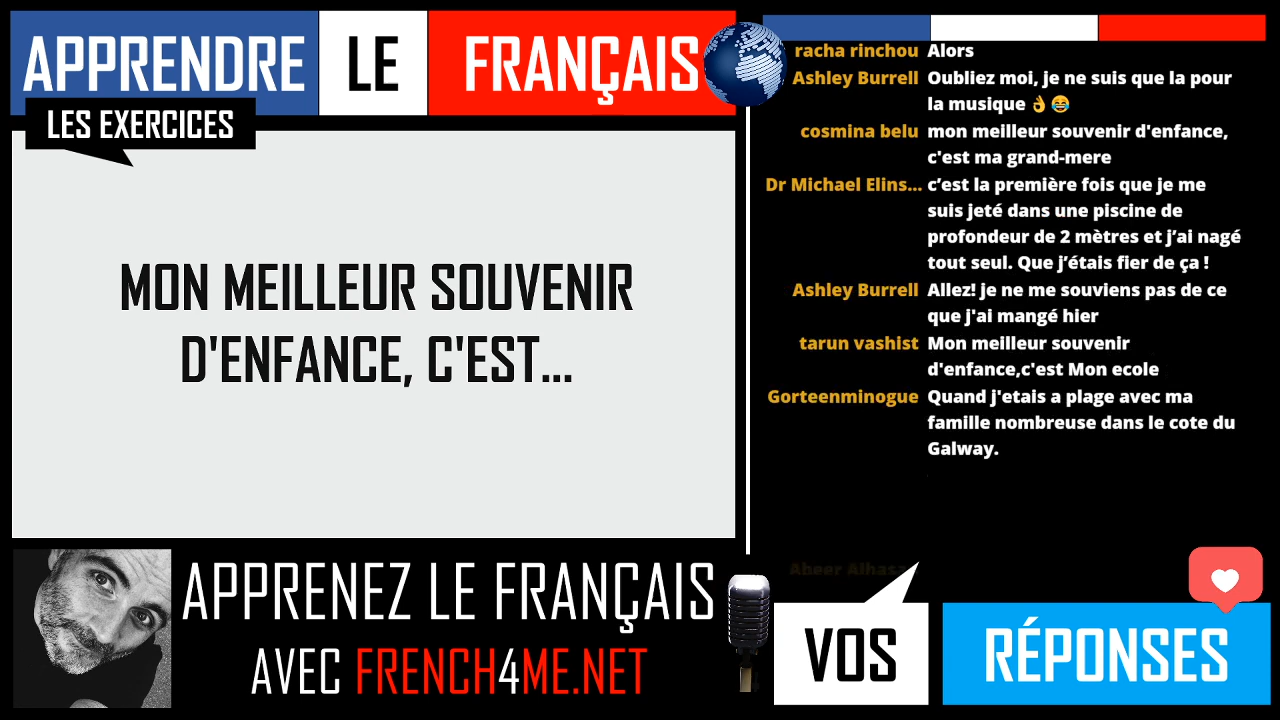 APPRENDRE LE FRANÇAIS
LES EXERCICES
MON MEILLEUR SOUVENIR
D'ENFANCE, C'EST...
APPRENEZ LE FRANÇAIS
AVEC FRENCH4ME.NET
racha rinchou Alors
Ashley Burrell Oubliez moi, je ne suis que la pour
la musique 👌😂
cosmina belu mon meilleur souvenir d'enfance,
c'est ma grand-mere
Dr Michael Elins... c’est la première fois que je me
suis jeté dans une piscine de
profondeur de 2 mètres et j’ai nagé
tout seul. Que j’étais fier de ça !
Ashley Burrell Allez! je ne me souviens pas de ce
que j'ai mangé hier
tarun vashist Mon meilleur souvenir
d'enfance,c'est Mon ecole
Gorteenminogue Quand j'etais a plage avec ma
famille nombreuse dans le cote du
Galway.
Abeer
VOS RÉPONSES